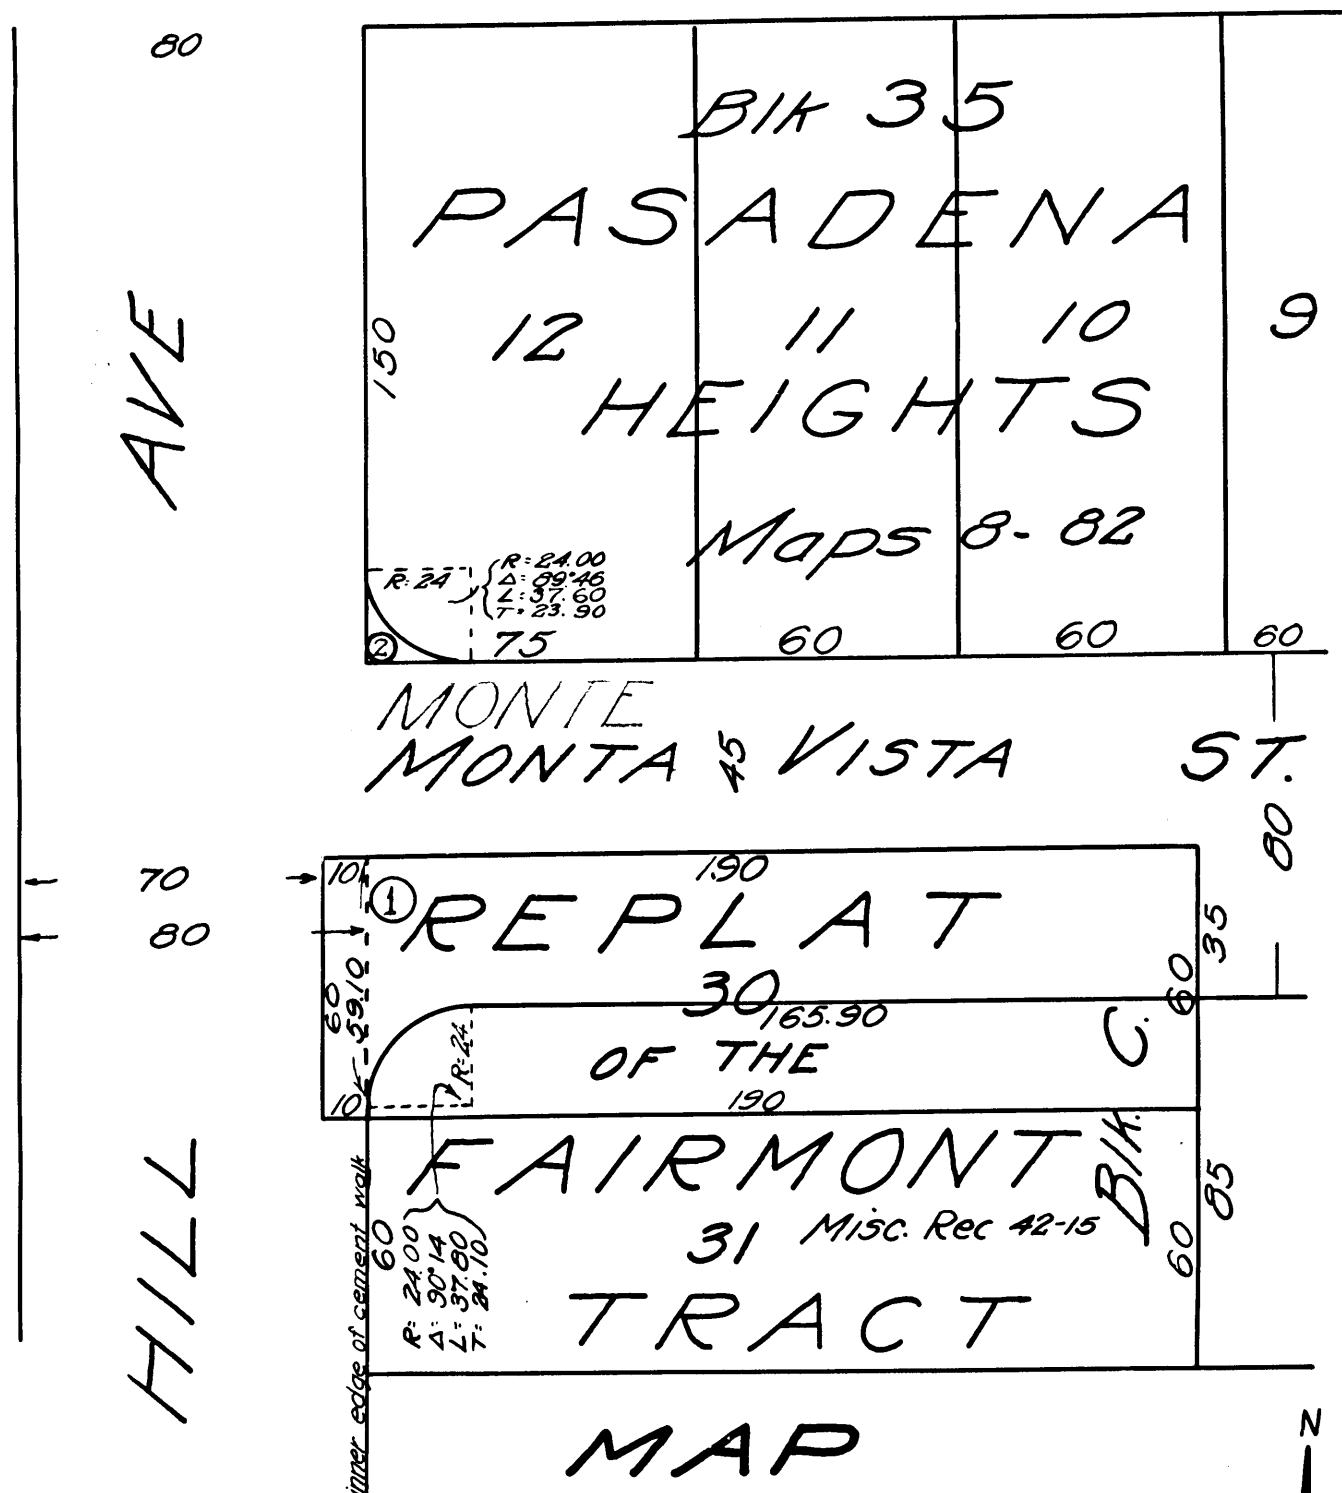 80
Blk 35
PASADENA
12 11 10 9
HEIGHTS
Maps 8-82
150
AVE
R=24
R=24.00
Δ=89°46
L=37.60
T=23.90
2
75 60 60 60
MONTE
MONTA 45 VISTA ST.
80
70
80
10
1
190
REPLAT
30
35
60
60
59.10
165.90
OF THE
R=24
10
190
Blk. C.
FAIRMONT
31
Misc. Rec 42-15
TRACT
85
60
60
R=24.00
Δ=90°14
L=37.80
T=24.10
inner edge of cement walk
HILL
MAP
N